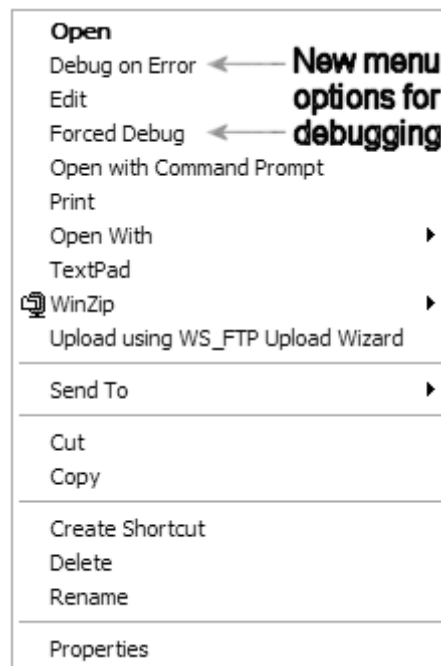 Open
Debug on Error
New menu
options for
debugging
Edit
Forced Debug
Open with Command Prompt
Print
Open With
TextPad
WinZip
Upload using WS_FTP Upload Wizard
Send To
Cut
Copy
Create Shortcut
Delete
Rename
Properties